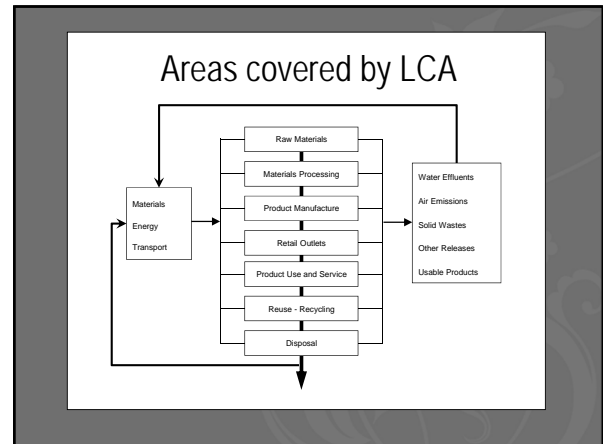 Areas covered by LCA
Materials
Energy
Transport
Raw Materials
Materials Processing
Product Manufacture
Retail Outlets
Product Use and Service
Reuse - Recycling
Disposal
Water Effluents
Air Emissions
Solid Wastes
Other Releases
Usable Products